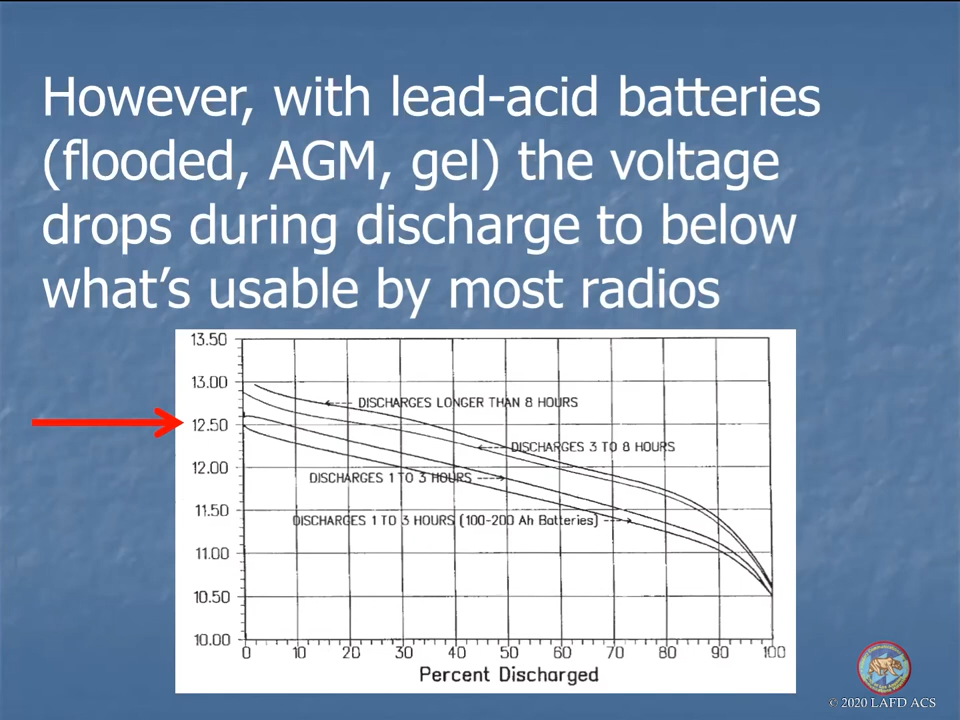 However, with lead-acid batteries
(flooded, AGM, gel) the voltage
drops during discharge to below
what’s usable by most radios
13.50
13.00
DISCHARGES LONGER THAN 8 HOURS
12.50
DISCHARGES 3 TO 8 HOURS
12.00
DISCHARGES 1 TO 3 HOURS
11.50
DISCHARGES 1 TO 3 HOURS (100-200 Ah Batteries)
11.00
10.50
10.00
0 10 20 30 40 50 60 70 80 90 100
Percent Discharged
© 2020 LAFD ACS